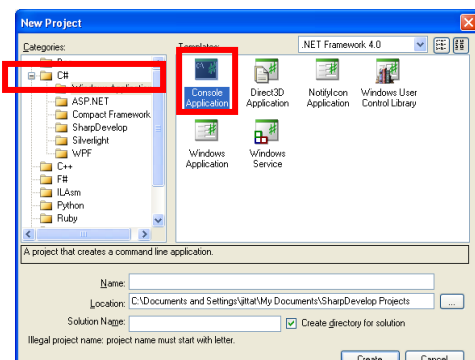 New Project
Categories:
Templates:
.NET Framework 4.0
C#
ASP.NET
Compact Framework
SharpDevelop
Silverlight
WPF
C++
F#
ILAsm
Python
Ruby
Console Application
Direct3D Application
NotifyIcon Application
Windows User Control Library
Windows Application
Windows Service
A project that creates a command line application.
Name:
Location: C:\Documents and Settings\jittat\My Documents\SharpDevelop Projects
...
Solution Name:
Create directory for solution
Illegal project name: project name must start with letter.
Create
Cancel